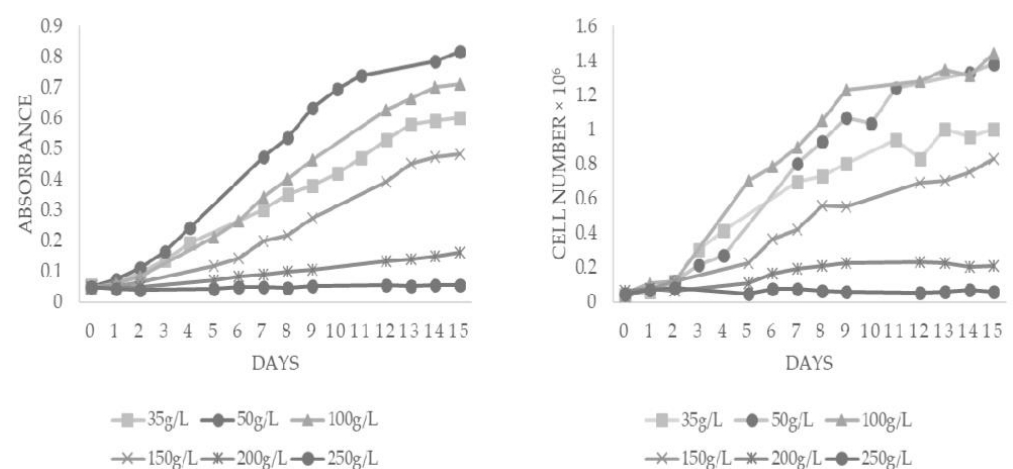 0.9
0.8
0.7
0.6
0.5
0.4
0.3
0.2
0.1
0
ABSORBANCE
0 1 2 3 4 5 6 7 8 9 10 11 12 13 14 15
DAYS
35g/L 50g/L 100g/L
150g/L 200g/L 250g/L
1.6
1.4
1.2
1
0.8
0.6
0.4
0.2
0
CELL NUMBER × 10⁶
0 1 2 3 4 5 6 7 8 9 10 11 12 13 14 15
DAYS
35g/L 50g/L 100g/L
150g/L 200g/L 250g/L